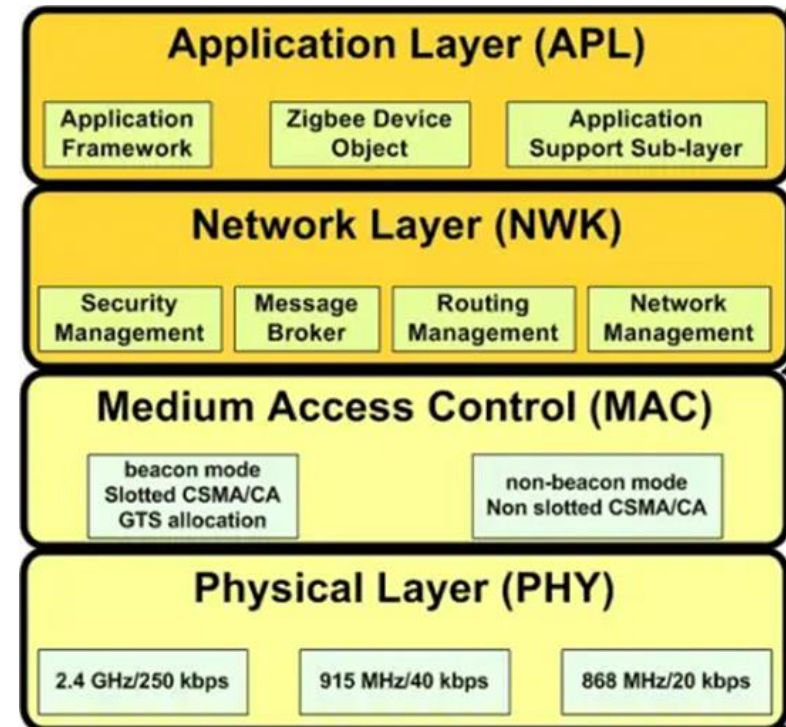 Application Layer (APL)
Application
Framework
Zigbee Device
Object
Application
Support Sub-layer
Network Layer (NWK)
Security
Management
Message
Broker
Routing
Management
Network
Management
Medium Access Control (MAC)
beacon mode
Slotted CSMA/CA
GTS allocation
non-beacon mode
Non slotted CSMA/CA
Physical Layer (PHY)
2.4 GHz/250 kbps
915 MHz/40 kbps
868 MHz/20 kbps